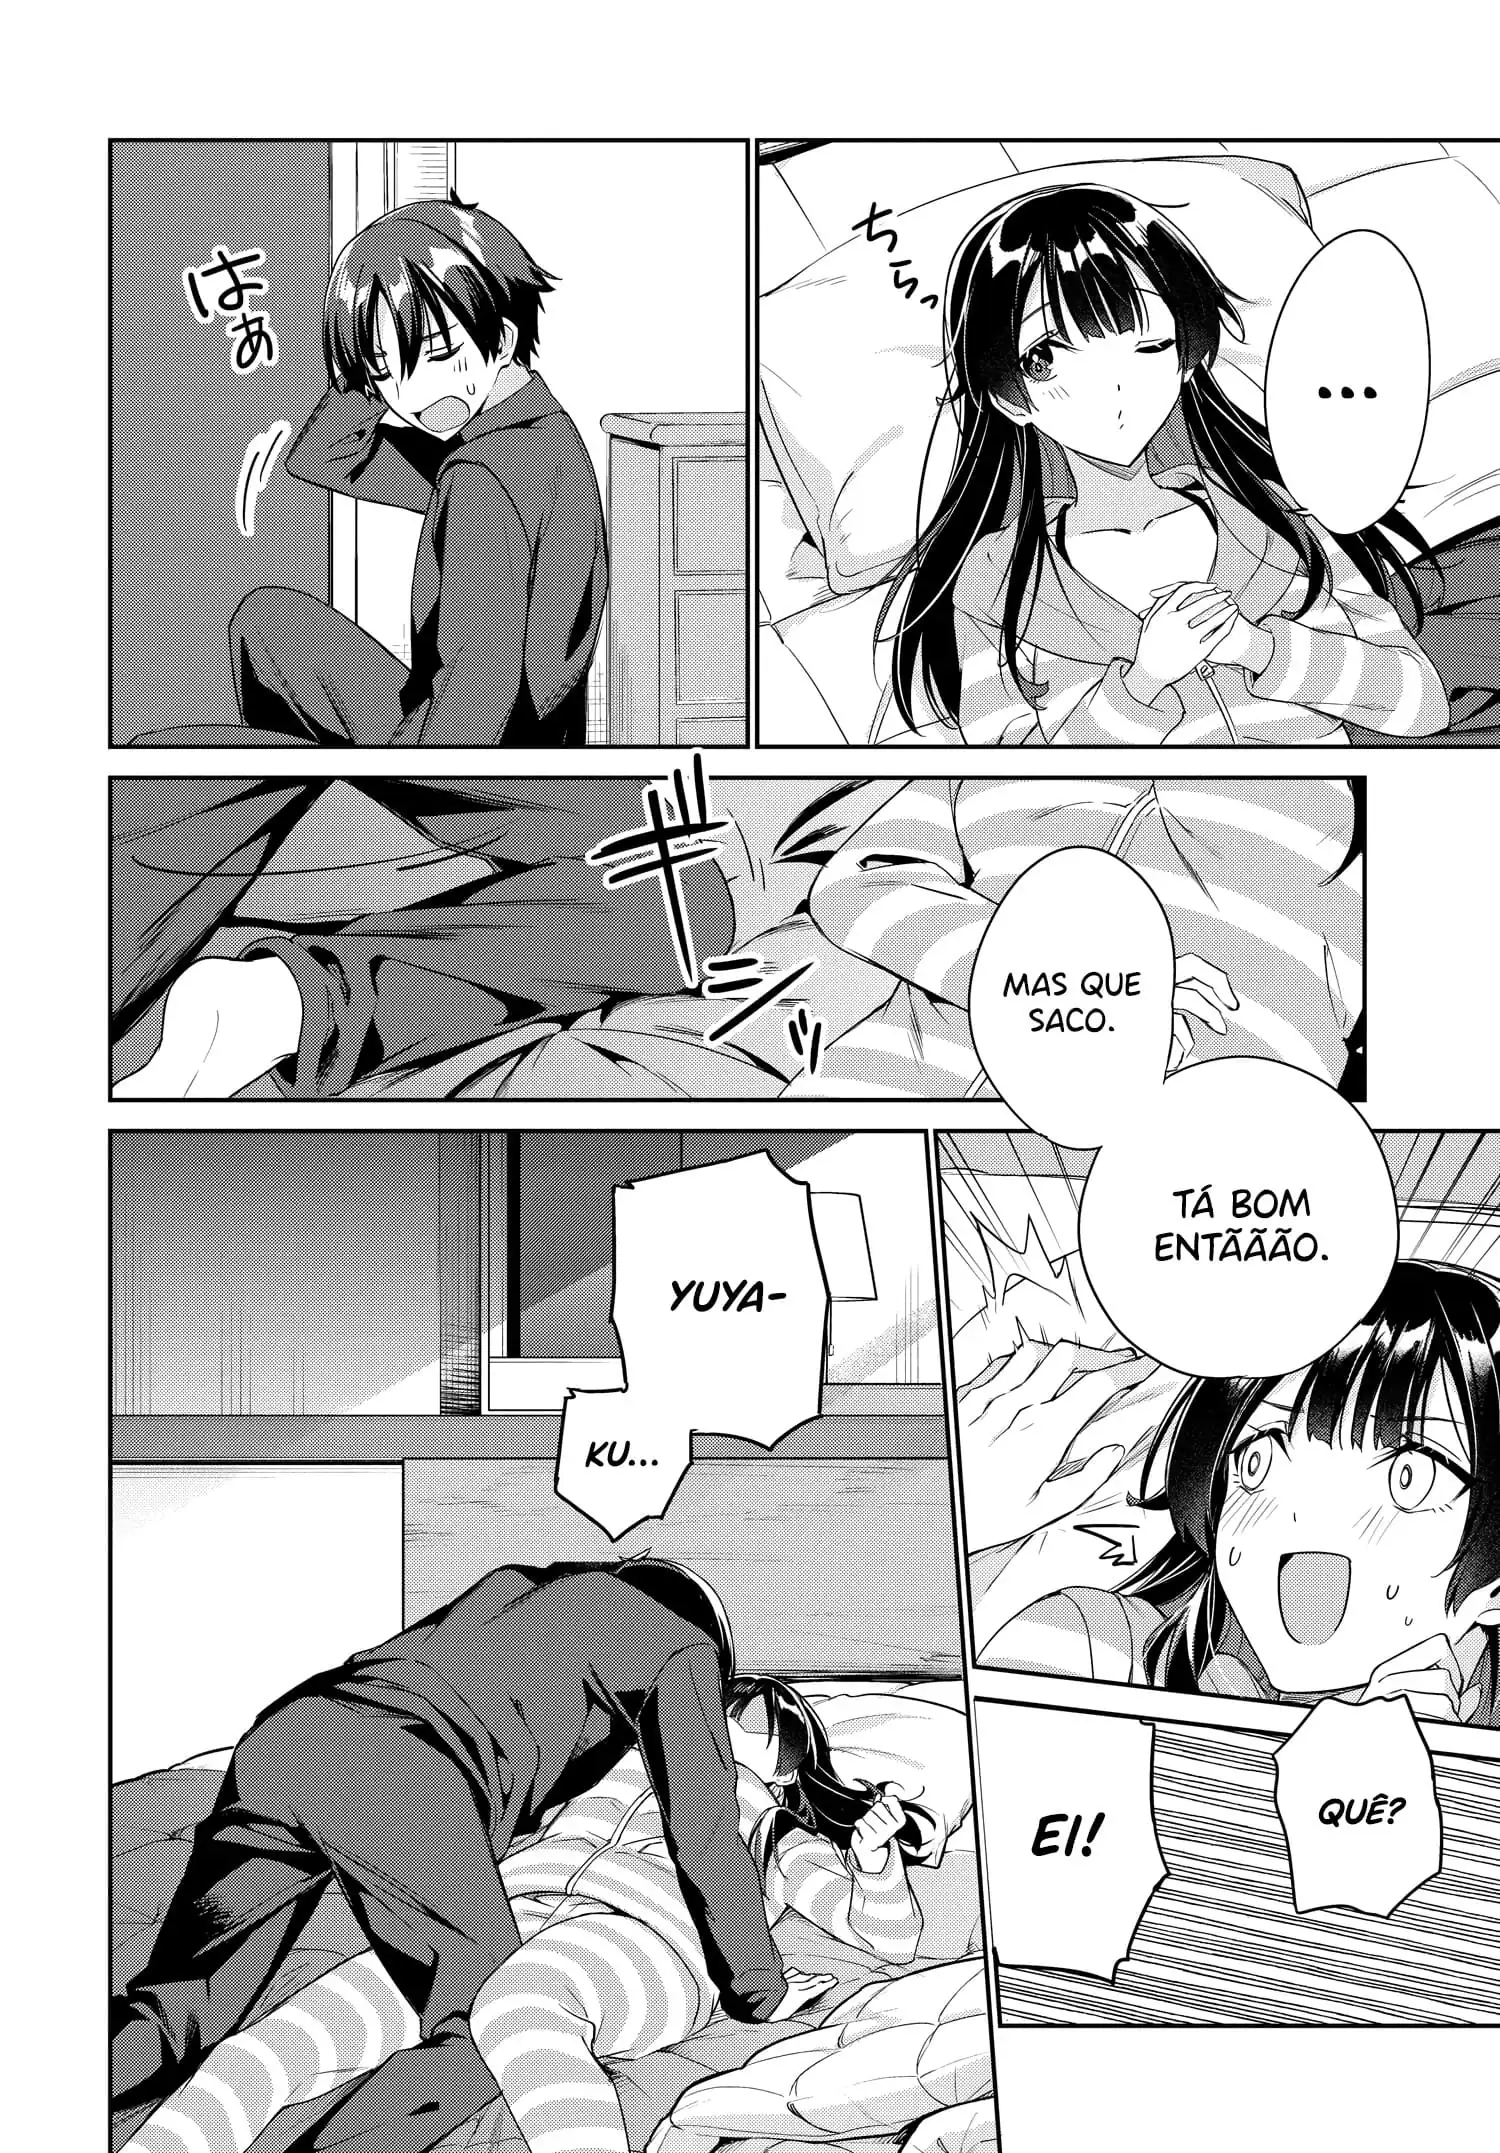 ...
ちらっ
はぁ
ギシッ
MAS QUE
SACO.
TÁ BOM
ENTÃÃÃO.
QUÊ?
EI!
YUYA-
KU...